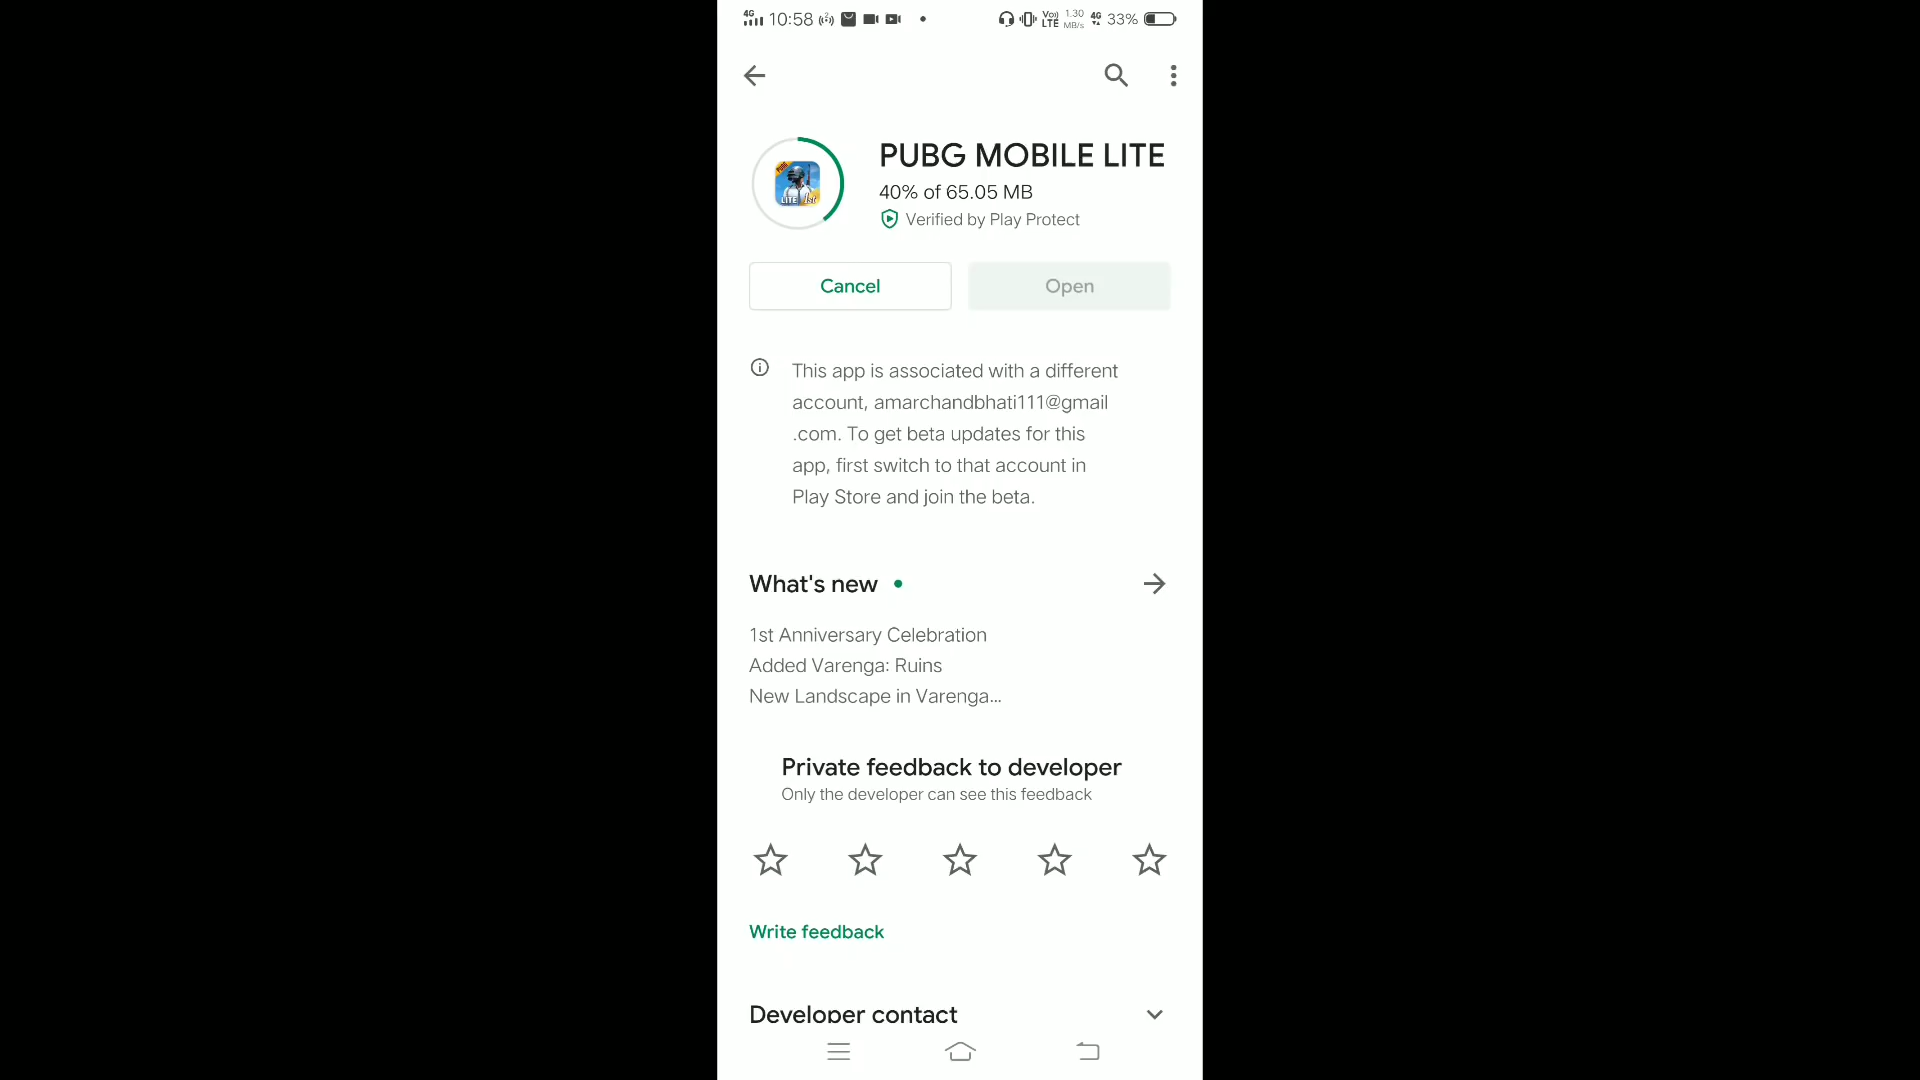 4G 10:58 Vo) LTE 1.30 MB/s 4G 33%
PUBG MOBILE LITE
40% of 65.05 MB
Verified by Play Protect
Cancel
Open
This app is associated with a different
account, amarchandbhati111@gmail
.com. To get beta updates for this
app, first switch to that account in
Play Store and join the beta.
What's new
1st Anniversary Celebration
Added Varenga: Ruins
New Landscape in Varenga...
Private feedback to developer
Only the developer can see this feedback
Write feedback
Developer contact